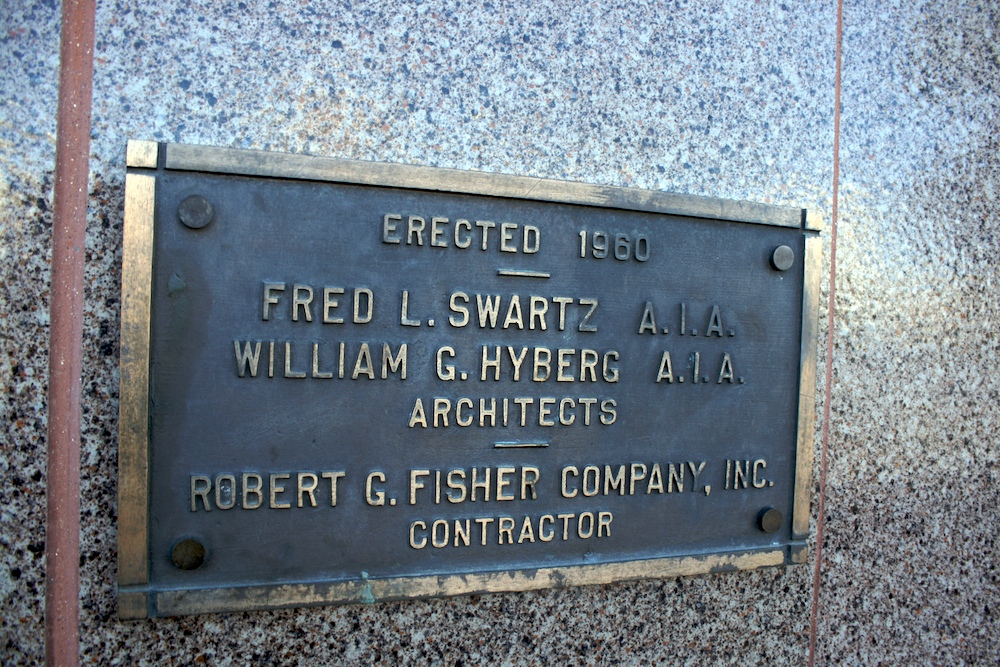 ERECTED 1960
FRED L. SWARTZ A.I.A.
WILLIAM G. HYBERG A.I.A.
ARCHITECTS
ROBERT G. FISHER COMPANY, INC.
CONTRACTOR